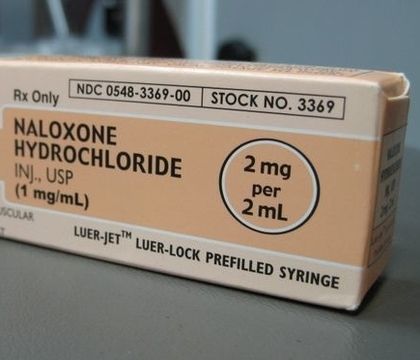 Rx Only
NDC 0548-3369-00
STOCK NO. 3369
NALOXONE
HYDROCHLORIDE
INJ., USP
(1 mg/mL)
2 mg
per
2 mL
LUER-JET™ LUER-LOCK PREFILLED SYRINGE